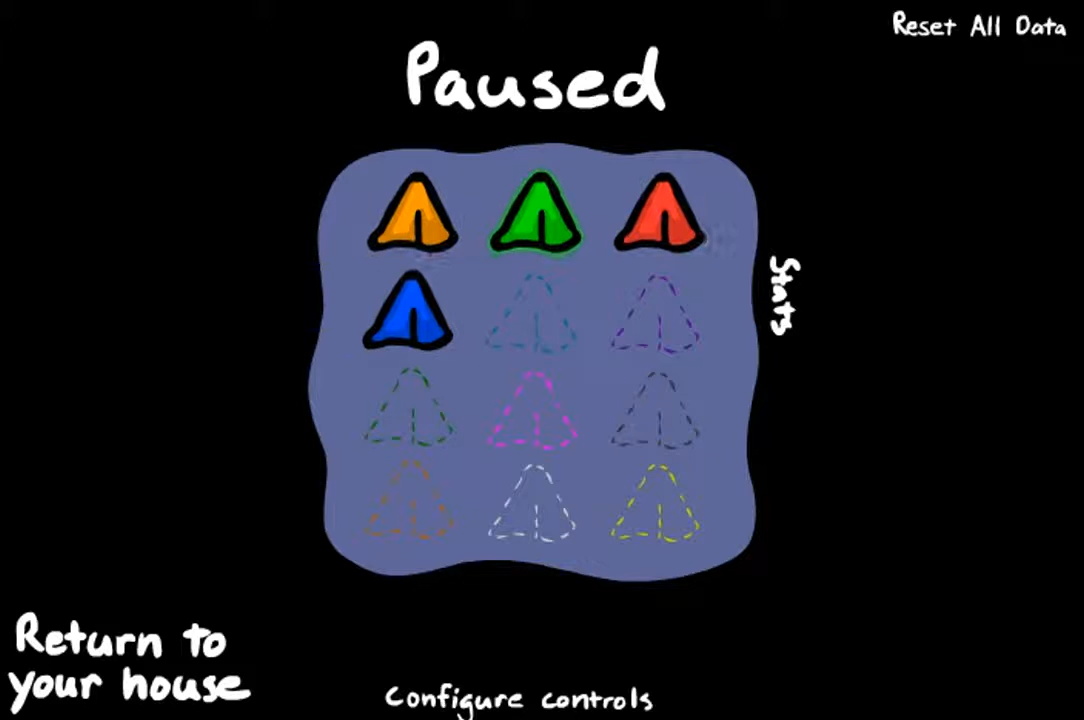 Reset All Data
Paused
Stats
Return to
your house
Configure controls